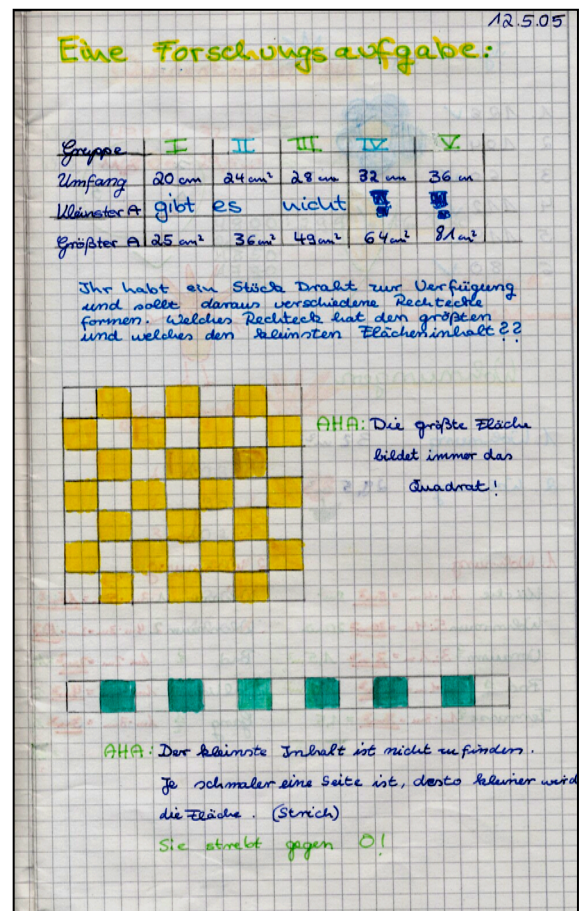 12.5.05
Eine Forschungsaufgabe:
Gruppe I II III IV V
Umfang 20 cm 24 cm² 28 cm 32 cm 36 m
Kleinster A gibt es nicht
Größter A 25 cm² 36 cm² 49 cm² 64 cm² 81 cm²
Ihr habt ein Stück Draht zur Verfügung
und sollt daraus verschiedene Rechtecke
formen. Welches Rechteck hat den größten
und welches den kleinsten Flächeninhalt??
AHA: Die größte Fläche
bildet immer das
Quadrat!
AHA: Der kleinste Inhalt ist nicht zu finden.
Je schmaler eine Seite ist, desto kleiner wird
die Fläche. (Strich)
Sie strebt gegen 0!